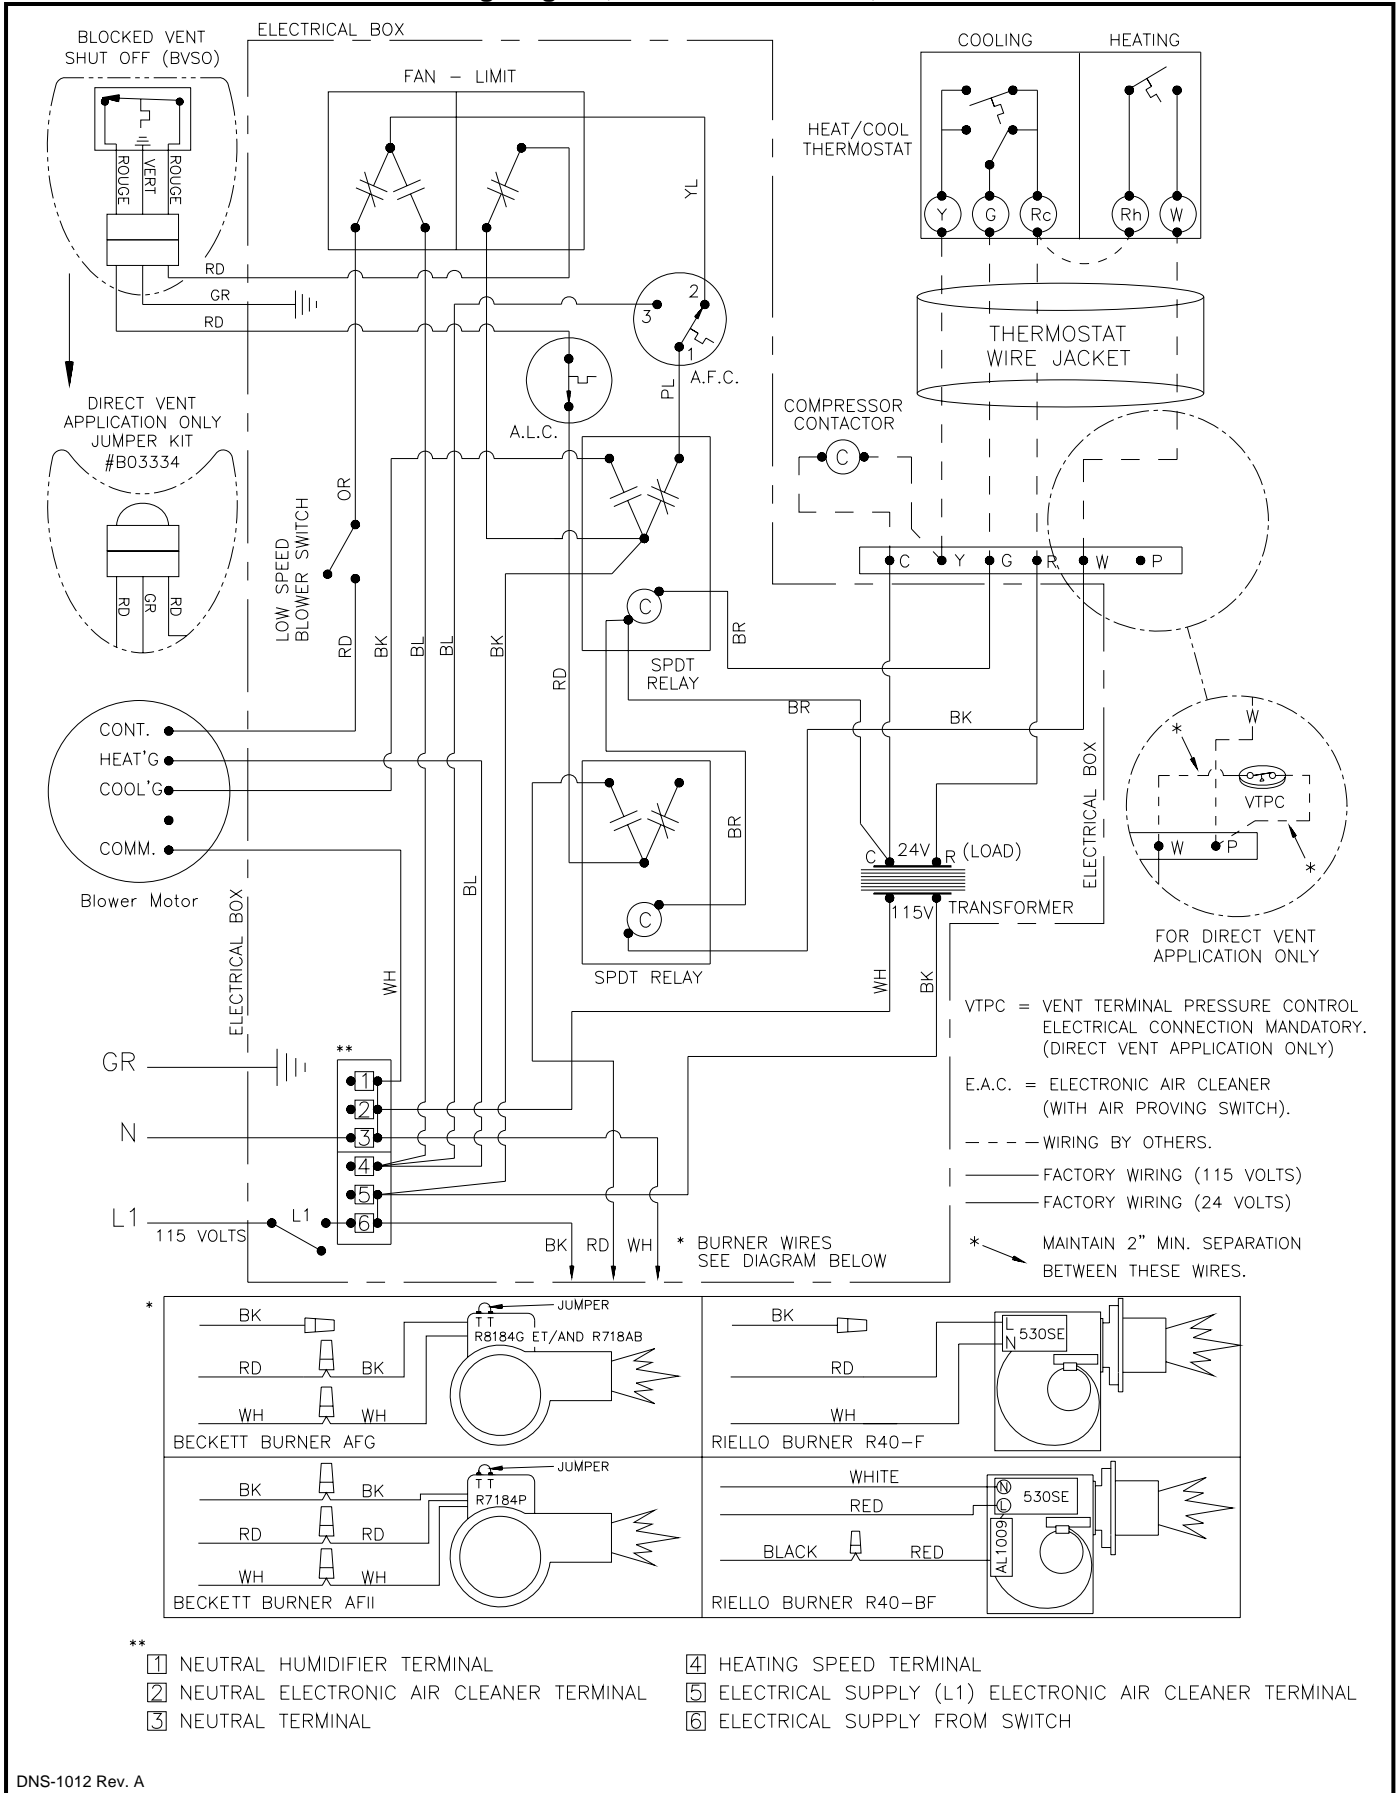 ELECTRICAL BOX
BLOCKED VENT
SHUT OFF (BVSO)
ROUGE
VERT
ROUGE
FAN - LIMIT
COOLING
HEATING
HEAT/COOL
THERMOSTAT
Y
G
Rc
Rh
W
YL
RD
GR
RD
2
3
1
A.F.C.
PL
A.L.C.
THERMOSTAT
WIRE JACKET
DIRECT VENT
APPLICATION ONLY
JUMPER KIT
#B03334
RD
GR
RD
COMPRESSOR
CONTACTOR
C
OR
LOW SPEED
BLOWER SWITCH
C
Y
G
R
W
P
C
SPDT
RELAY
BR
RD
BK
BL
BL
BK
RD
BR
BK
CONT.
HEAT'G
COOL'G
COMM.
Blower Motor
BL
BR
C
SPDT RELAY
C
24V
R
(LOAD)
115V
TRANSFORMER
ELECTRICAL BOX
W
*
VTPC
W
P
*
FOR DIRECT VENT
APPLICATION ONLY
ELECTRICAL BOX
WH
WH
BK
VTPC = VENT TERMINAL PRESSURE CONTROL
ELECTRICAL CONNECTION MANDATORY.
(DIRECT VENT APPLICATION ONLY)
E.A.C. = ELECTRONIC AIR CLEANER
(WITH AIR PROVING SWITCH).
WIRING BY OTHERS.
FACTORY WIRING (115 VOLTS)
FACTORY WIRING (24 VOLTS)
* MAINTAIN 2" MIN. SEPARATION
BETWEEN THESE WIRES.
**
GR
N
L1
115 VOLTS
L1
1
2
3
4
5
6
BK
RD
WH
* BURNER WIRES
SEE DIAGRAM BELOW
*
BK
RD
BK
WH
WH
JUMPER
T T
R8184G ET/AND R718AB
BECKETT BURNER AFG
BK
RD
WH
L
N
530SE
RIELLO BURNER R40-F
BK
BK
RD
RD
WH
WH
JUMPER
T T
R7184P
BECKETT BURNER AFII
WHITE
RED
BLACK
RED
N
L
530SE
AL1009
RIELLO BURNER R40-BF
**
1 NEUTRAL HUMIDIFIER TERMINAL
2 NEUTRAL ELECTRONIC AIR CLEANER TERMINAL
3 NEUTRAL TERMINAL
4 HEATING SPEED TERMINAL
5 ELECTRICAL SUPPLY (L1) ELECTRONIC AIR CLEANER TERMINAL
6 ELECTRICAL SUPPLY FROM SWITCH
DNS-1012 Rev. A